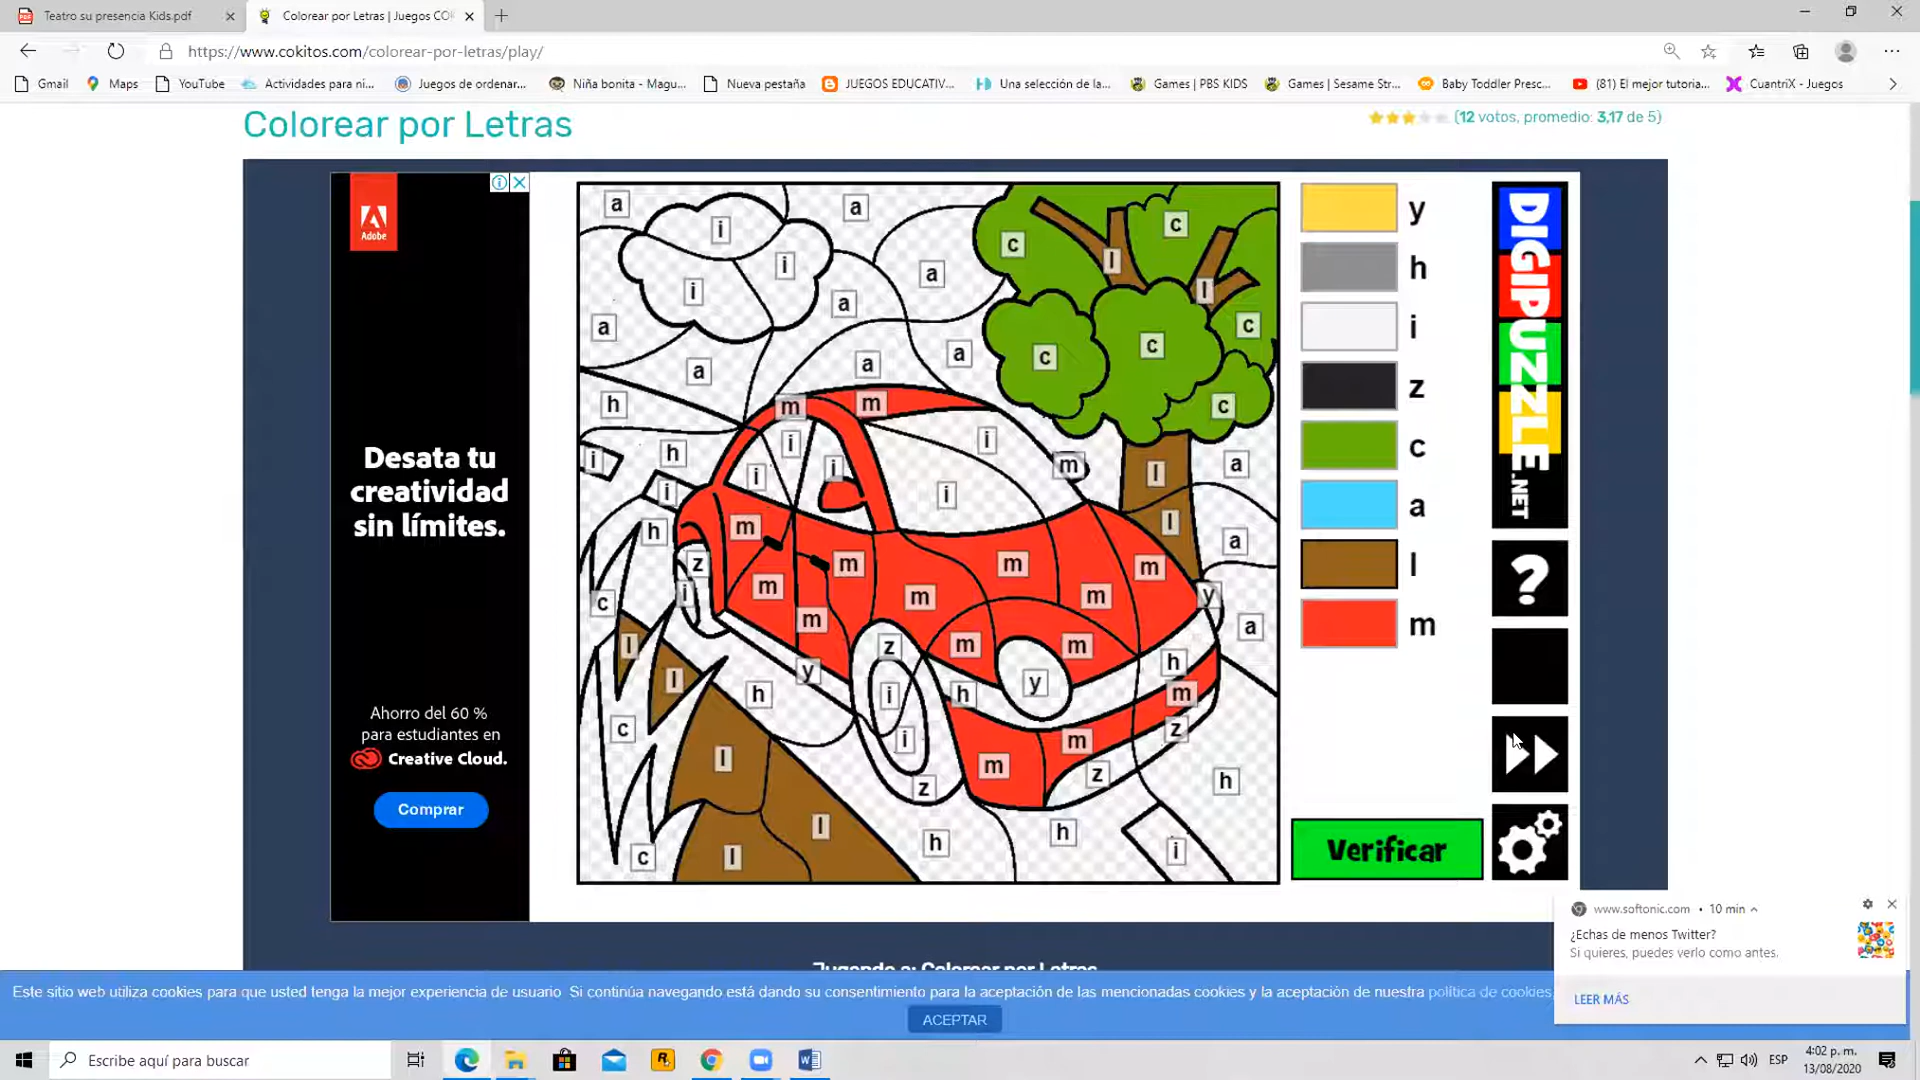 Teatro su presencia Kids.pdf
Colorear por Letras | Juegos COK
https://www.cokitos.com/colorear-por-letras/play/
Gmail
Maps
YouTube
Actividades para ni...
Juegos de ordenar...
Niña bonita - Magu...
Nueva pestaña
JUEGOS EDUCATIV...
Una selección de la...
Games | PBS KIDS
Games | Sesame Str...
Baby Toddler Presc...
(81) El mejor tutoria...
CuantriX - Juegos
Colorear por Letras
(12 votos, promedio: 3,17 de 5)
Adobe
Desata tu
creatividad
sin límites.
Ahorro del 60 %
para estudiantes en
Creative Cloud.
Comprar
a
i
a
c
c
i
i
a
l
i
l
a
a
c
c
c
a
a
a
h
m
m
c
i
i
h
i
i
i
m
l
a
i
i
h
m
l
a
z
m
m
m
i
c
m
m
m
y
m
a
l
z
m
m
l
y
h
i
h
y
h
m
c
i
m
z
l
m
z
h
z
l
h
h
i
c
l
y
h
i
z
c
a
l
m
DIGIPUZZLE.NET
?
Verificar
www.softonic.com • 10 min
¿Echas de menos Twitter?
Si quieres, puedes verlo como antes.
LEER MÁS
Jugando a: Colorear por Letras
Este sitio web utiliza cookies para que usted tenga la mejor experiencia de usuario Si continúa navegando está dando su consentimiento para la aceptación de las mencionadas cookies y la aceptación de nuestra política de cookies
ACEPTAR
Escribe aquí para buscar
ESP
4:02 p. m.
13/08/2020